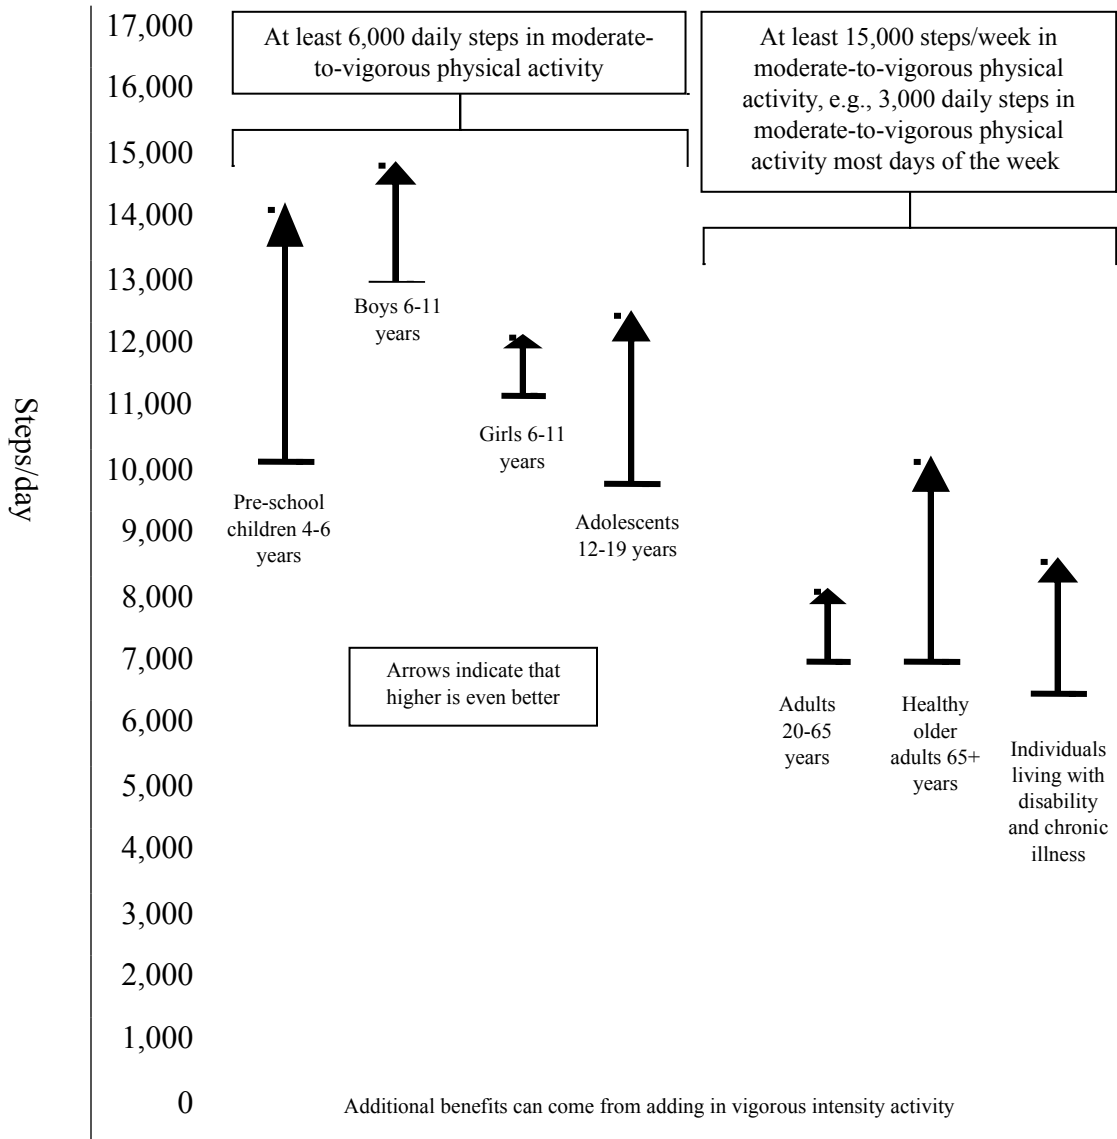 Steps/day
17,000
16,000
15,000
14,000
13,000
12,000
11,000
10,000
9,000
8,000
7,000
6,000
5,000
4,000
3,000
2,000
1,000
0
At least 6,000 daily steps in moderate-
to-vigorous physical activity
At least 15,000 steps/week in
moderate-to-vigorous physical
activity, e.g., 3,000 daily steps in
moderate-to-vigorous physical
activity most days of the week
Pre-school
children 4-6
years
Boys 6-11
years
Girls 6-11
years
Adolescents
12-19 years
Arrows indicate that
higher is even better
Adults
20-65
years
Healthy
older
adults 65+
years
Individuals
living with
disability
and chronic
illness
Additional benefits can come from adding in vigorous intensity activity